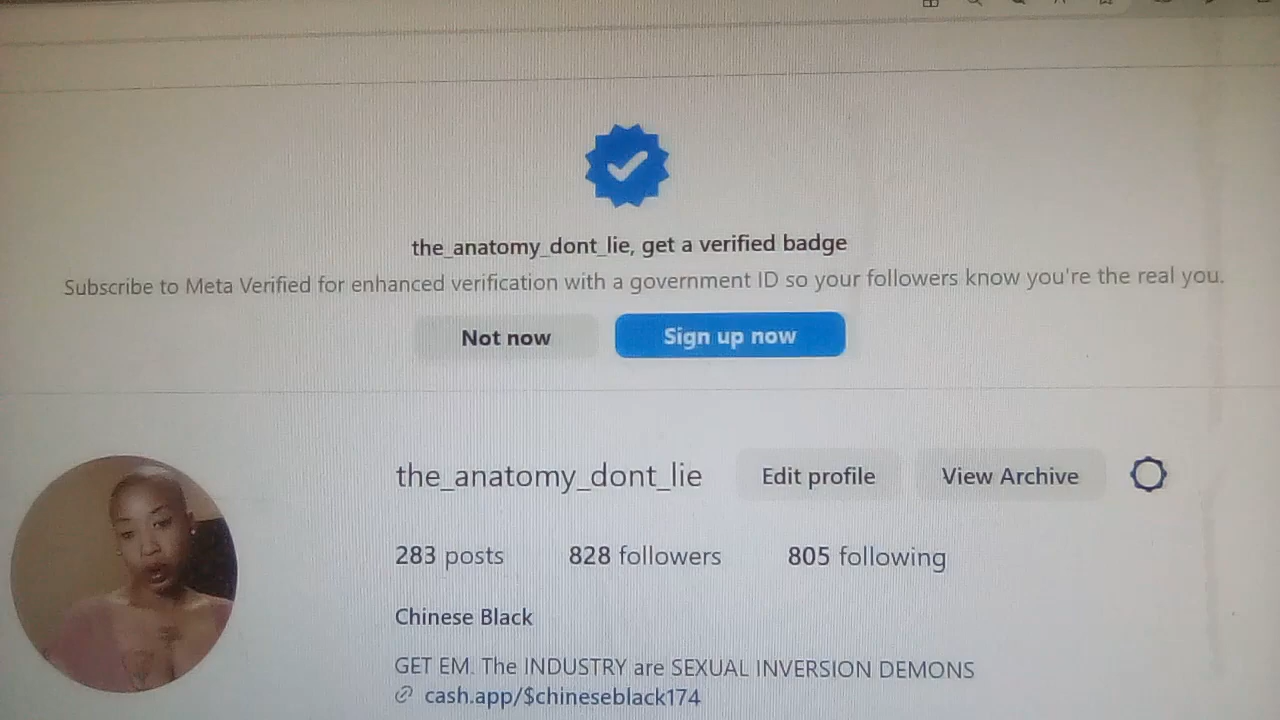 the_anatomy_dont_lie, get a verified badge
Subscribe to Meta Verified for enhanced verification with a government ID so your followers know you're the real you.
Not now
Sign up now
the_anatomy_dont_lie
Edit profile
View Archive
283 posts
828 followers
805 following
Chinese Black
GET EM. The INDUSTRY are SEXUAL INVERSION DEMONS
cash.app/$chineseblack174